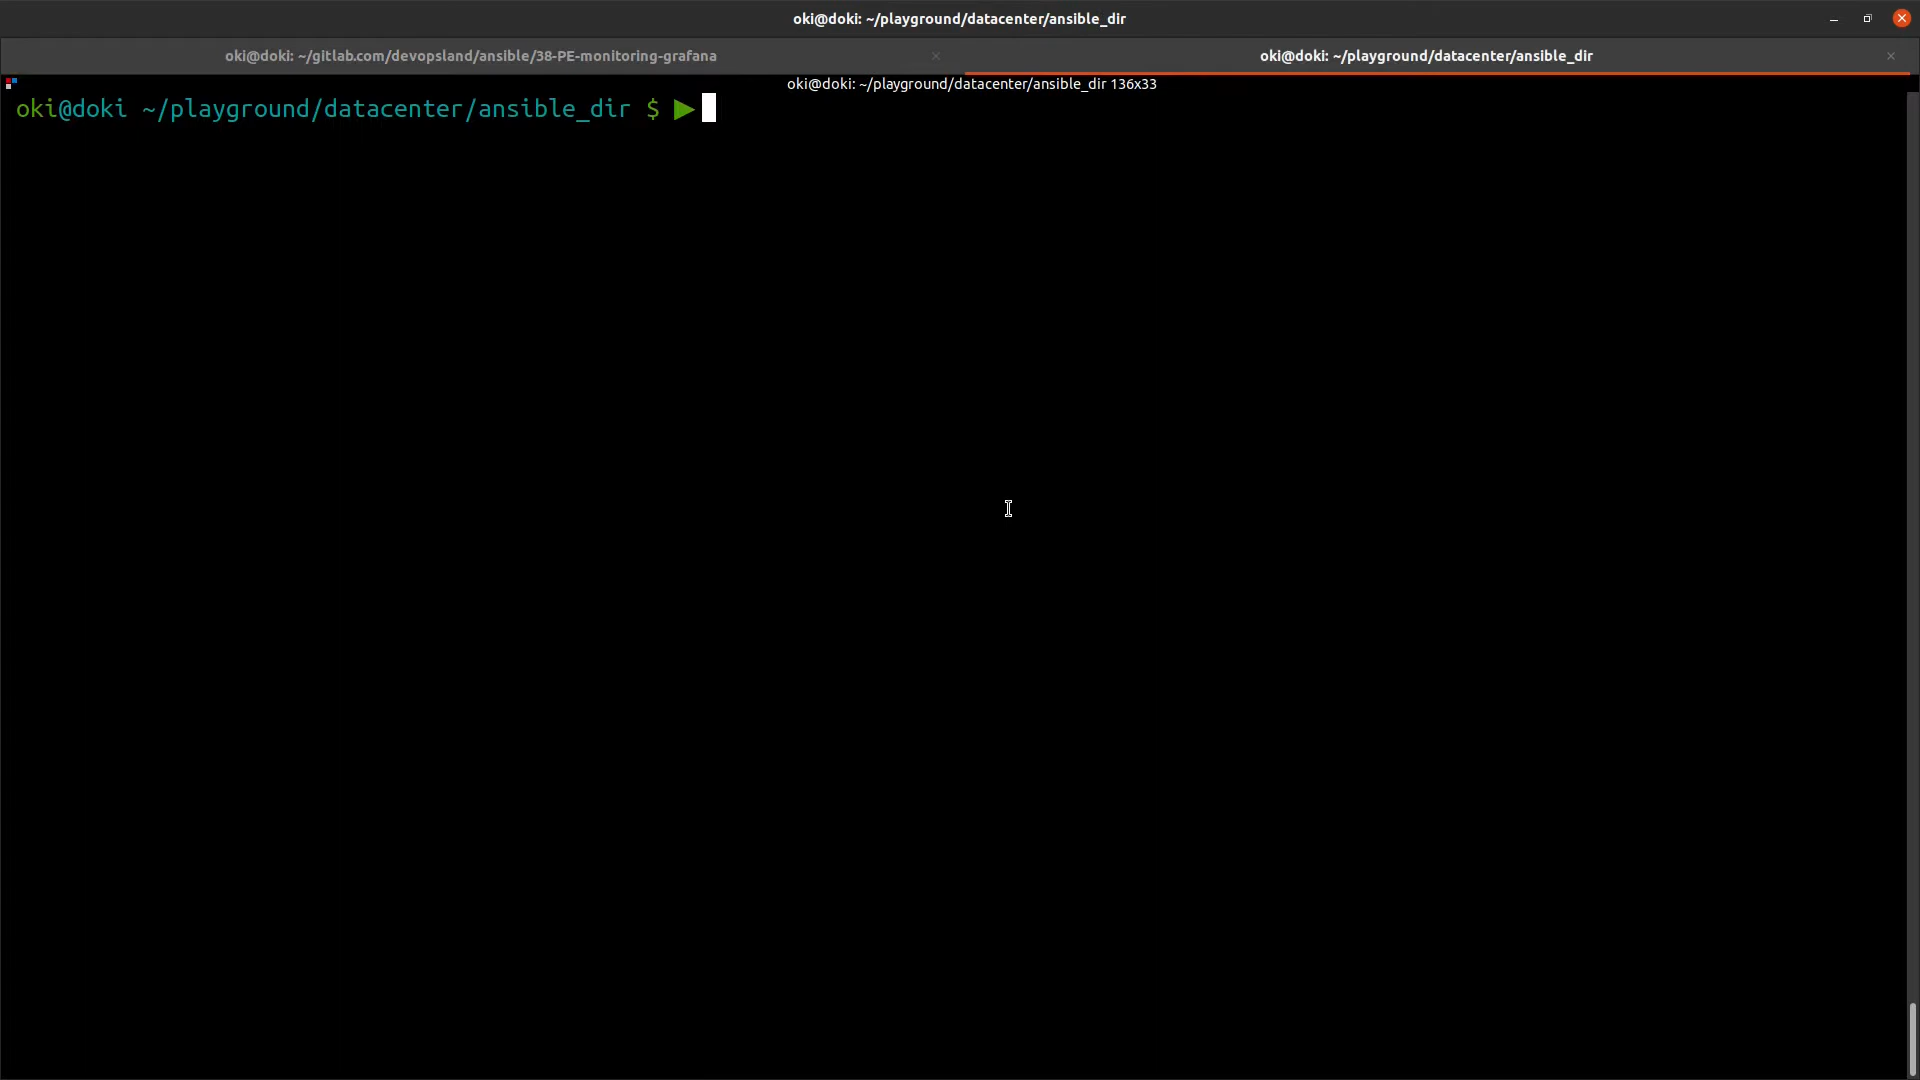 oki@doki: ~/playground/datacenter/ansible_dir
oki@doki: ~/gitlab.com/devopsland/ansible/38-PE-monitoring-grafana
oki@doki: ~/playground/datacenter/ansible_dir
oki@doki: ~/playground/datacenter/ansible_dir 136x33
oki@doki ~/playground/datacenter/ansible_dir $ ▶